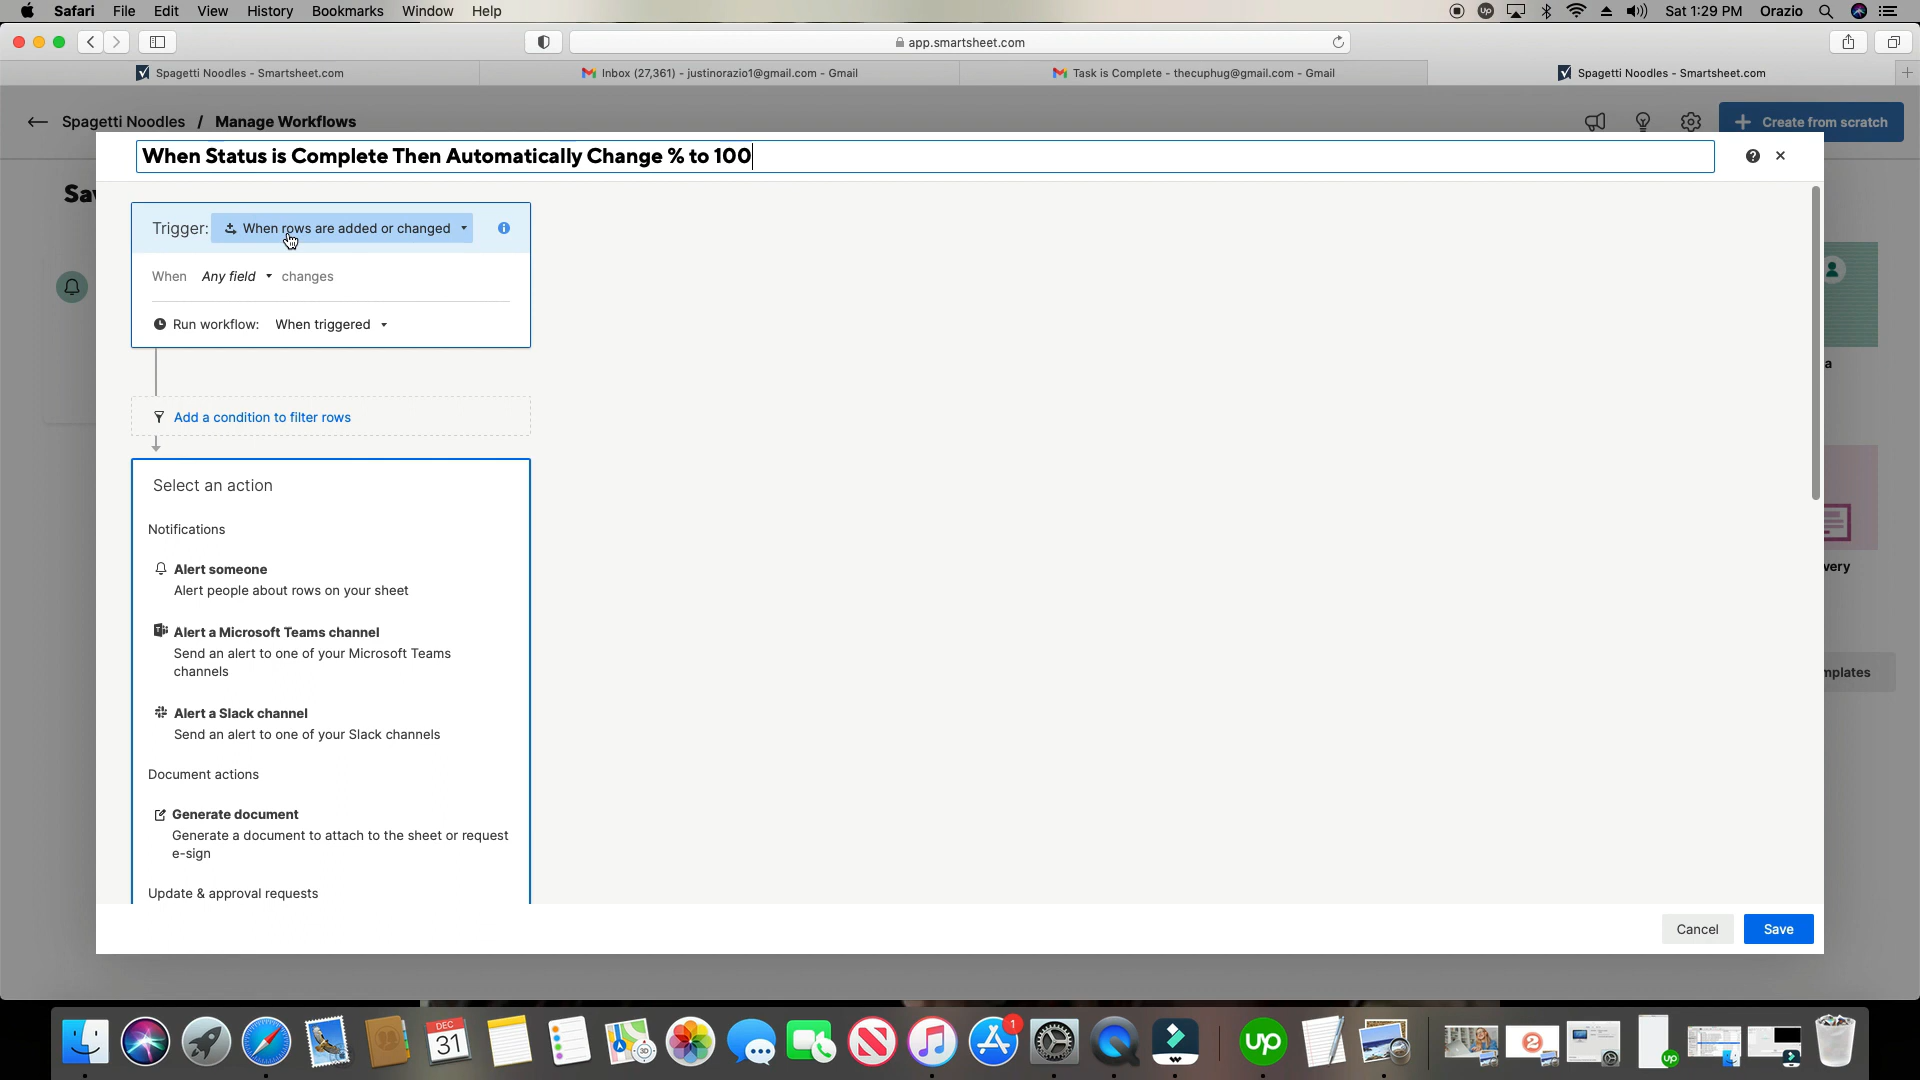 Safari File Edit View History Bookmarks Window Help
Sat 1:29 PM Orazio
app.smartsheet.com
Spagetti Noodles - Smartsheet.com
Inbox (27,361) - justinorazio1@gmail.com - Gmail
Task is Complete - thecuphug@gmail.com - Gmail
Spagetti Noodles - Smartsheet.com
Spagetti Noodles / Manage Workflows
Create from scratch
When Status is Complete Then Automatically Change % to 100
Trigger: When rows are added or changed
When Any field changes
Run workflow: When triggered
Add a condition to filter rows
Select an action
Notifications
Alert someone
Alert people about rows on your sheet
Alert a Microsoft Teams channel
Send an alert to one of your Microsoft Teams
channels
Alert a Slack channel
Send an alert to one of your Slack channels
Document actions
Generate document
Generate a document to attach to the sheet or request
e-sign
Update & approval requests
Cancel
Save
DEC
31
3D
1
up
2
up